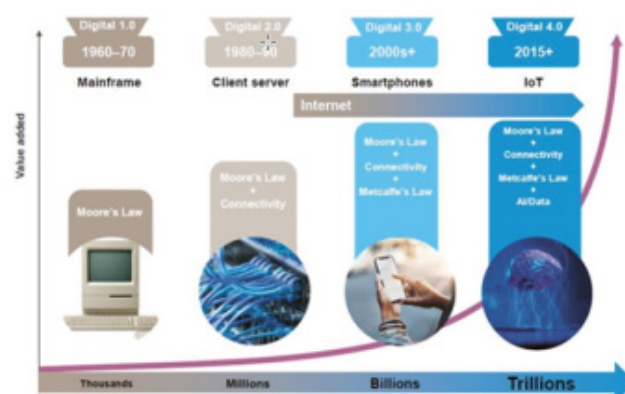 Digital 1.0
1960–70
Mainframe
Digital 2.0
1980–90
Client server
Digital 3.0
2000s+
Smartphones
Digital 4.0
2015+
IoT
Internet
Value added
Moore's Law
Moore's Law
+
Connectivity
Moore's Law
+
Connectivity
+
Metcalfe's Law
Moore's Law
+
Connectivity
+
Metcalfe's Law
+
AI/Data
Thousands
Millions
Billions
Trillions